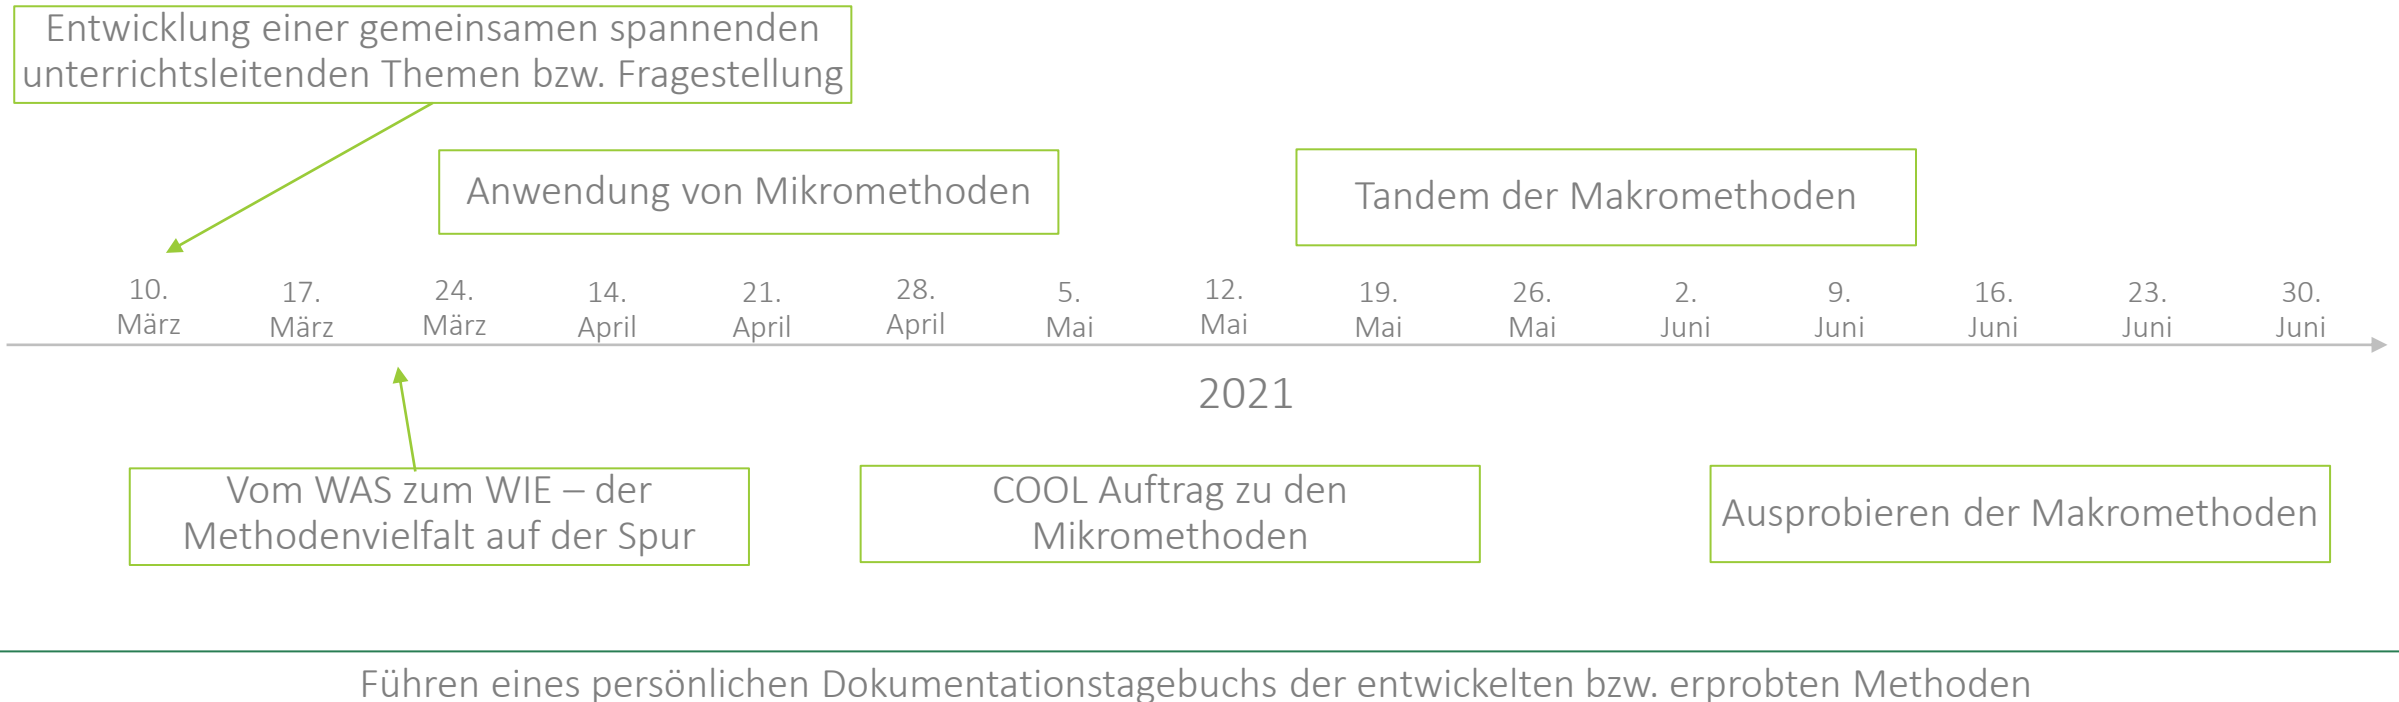 Entwicklung einer gemeinsamen spannenden
unterrichtsleitenden Themen bzw. Fragestellung
Anwendung von Mikromethoden
Tandem der Makromethoden
10.
März
17.
März
24.
März
14.
April
21.
April
28.
April
5.
Mai
12.
Mai
19.
Mai
26.
Mai
2.
Juni
9.
Juni
16.
Juni
23.
Juni
30.
Juni
2021
Vom WAS zum WIE – der
Methodenvielfalt auf der Spur
COOL Auftrag zu den
Mikromethoden
Ausprobieren der Makromethoden
Führen eines persönlichen Dokumentationstagebuchs der entwickelten bzw. erprobten Methoden